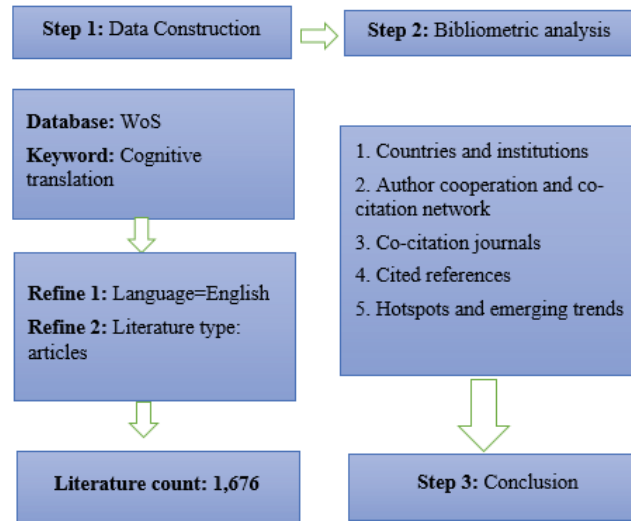 Step 1: Data Construction
Step 2: Bibliometric analysis
Database: WoS
Keyword: Cognitive
translation
Refine 1: Language=English
Refine 2: Literature type:
articles
Literature count: 1,676
1. Countries and institutions
2. Author cooperation and co-
citation network
3. Co-citation journals
4. Cited references
5. Hotspots and emerging trends
Step 3: Conclusion